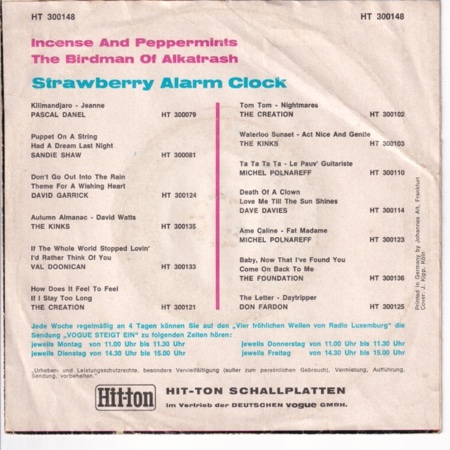 HT 300148
HT 300148
Incense And Peppermints
The Birdman Of Alkatrash
Strawberry Alarm Clock
Kilimandjaro - Jeanne
PASCAL DANEL HT 300079
Puppet On A String
Had A Dream Last Night
SANDIE SHAW HT 300081
Don't Go Out Into The Rain
Theme For A Wishing Heart
DAVID GARRICK HT 300124
Autumn Almanac - David Watts
THE KINKS HT 300135
If The Whole World Stopped Lovin'
I'd Rather Think Of You
VAL DOONICAN HT 300133
How Does It Feel To Feel
If I Stay Too Long
THE CREATION HT 300121
Tom Tom - Nightmares
THE CREATION HT 300102
Waterloo Sunset - Act Nice And Gentle
THE KINKS HT 300103
Ta Ta Ta Ta - Le Pauv' Guitariste
MICHEL POLNAREFF HT 300110
Death Of A Clown
Love Me Till The Sun Shines
DAVE DAVIES HT 300114
Ame Caline - Fat Madame
MICHEL POLNAREFF HT 300123
Baby, Now That I've Found You
Come On Back To Me
THE FOUNDATION HT 300136
The Letter - Daytripper
DON FARDON HT 300125
Printed in Germany by Johannes Alt, Frankfurt
Cover: J. Kipp, Köln
Jede Woche regelmäßig an 4 Tagen können Sie auf den „Vier fröhlichen Wellen von Radio Luxemburg" die
Sendung „VOGUE STEIGT EIN" zu folgenden Zeiten hören:
jeweils Montag von 11.00 Uhr bis 11.30 Uhr jeweils Donnerstag von 11.00 Uhr bis 11.30 Uhr
jeweils Dienstag von 14.30 Uhr bis 15.00 Uhr jeweils Freitag von 14.30 Uhr bis 15.00 Uhr
„Urheber- und Leistungsschutzrechte, besonders Vervielfältigung (außer zum persönlichen Gebrauch), Vermietung, Aufführung,
Sendung, vorbehalten."
Hit-ton HIT-TON SCHALLPLATTEN
im Vertrieb der DEUTSCHEN VOGUE GMBH.